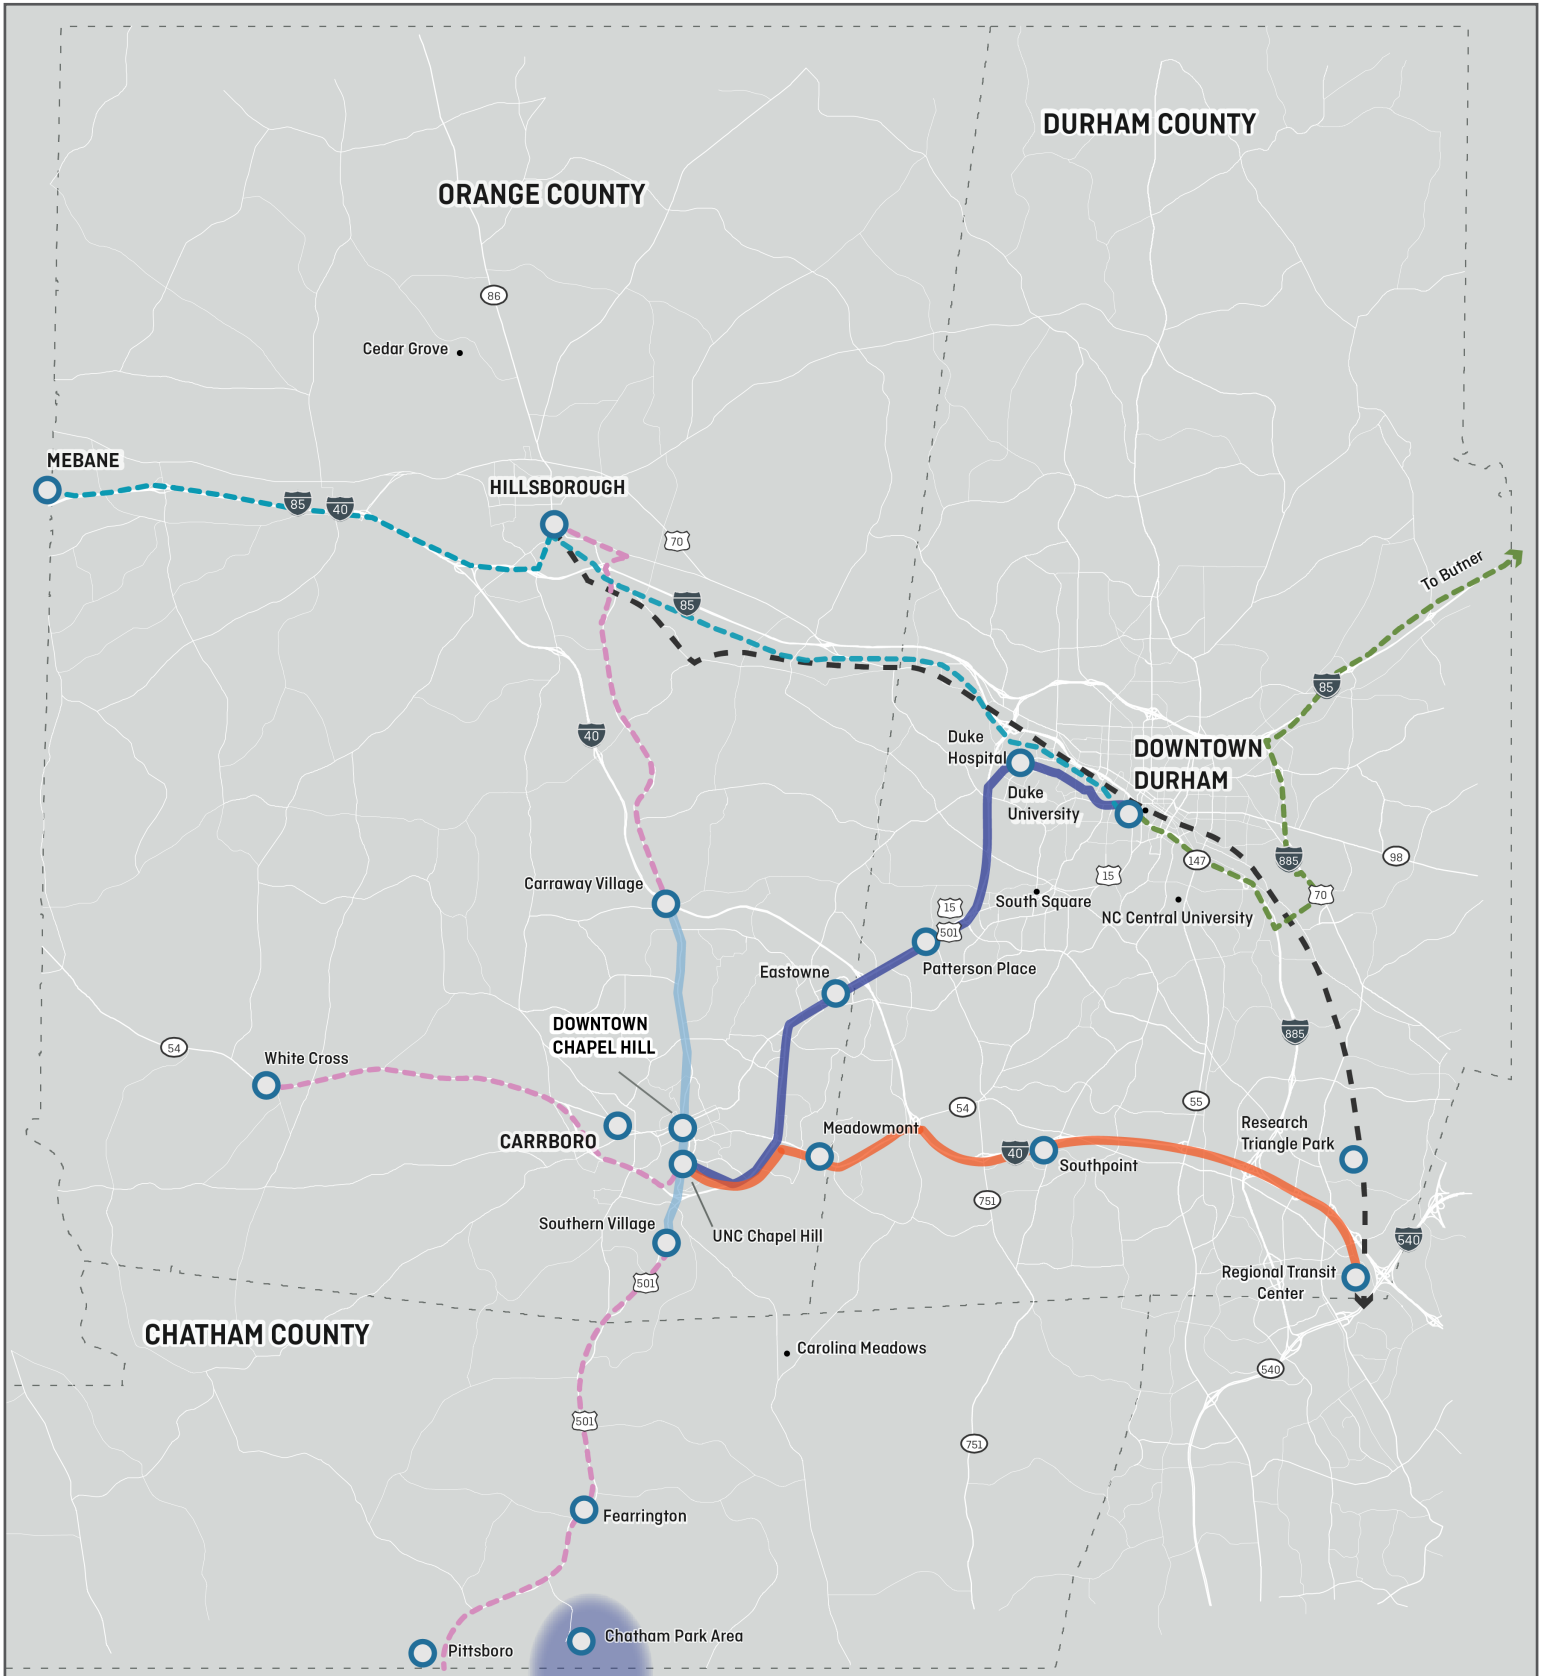 DURHAM COUNTY
ORANGE COUNTY
86
Cedar Grove
MEBANE
HILLSBOROUGH
85
40
70
To Butner
85
85
40
Duke
Hospital
DOWNTOWN
DURHAM
Duke
University
147
885
98
Carraway Village
15
70
South Square
15
NC Central University
501
Eastowne
Patterson Place
DOWNTOWN
CHAPEL HILL
885
54
White Cross
54
55
Meadowmont
Research
Triangle Park
CARRBORO
40
Southpoint
751
Southern Village
UNC Chapel Hill
540
501
Regional Transit
Center
CHATHAM COUNTY
Carolina Meadows
540
501
751
Fearrington
Chatham Park Area
Pittsboro